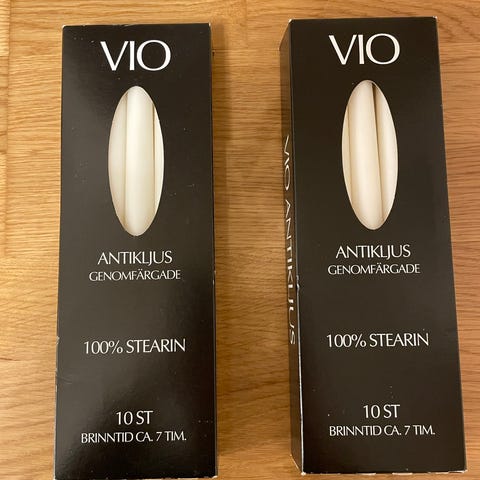 VIO
ANTIKLJUS
GENOMFÄRGADE
100% STEARIN
10 ST
BRINNTID CA. 7 TIM.
VIO ANTIKLJUS
VIO
ANTIKLJUS
GENOMFÄRGADE
100% STEARIN
10 ST
BRINNTID CA. 7 TIM.